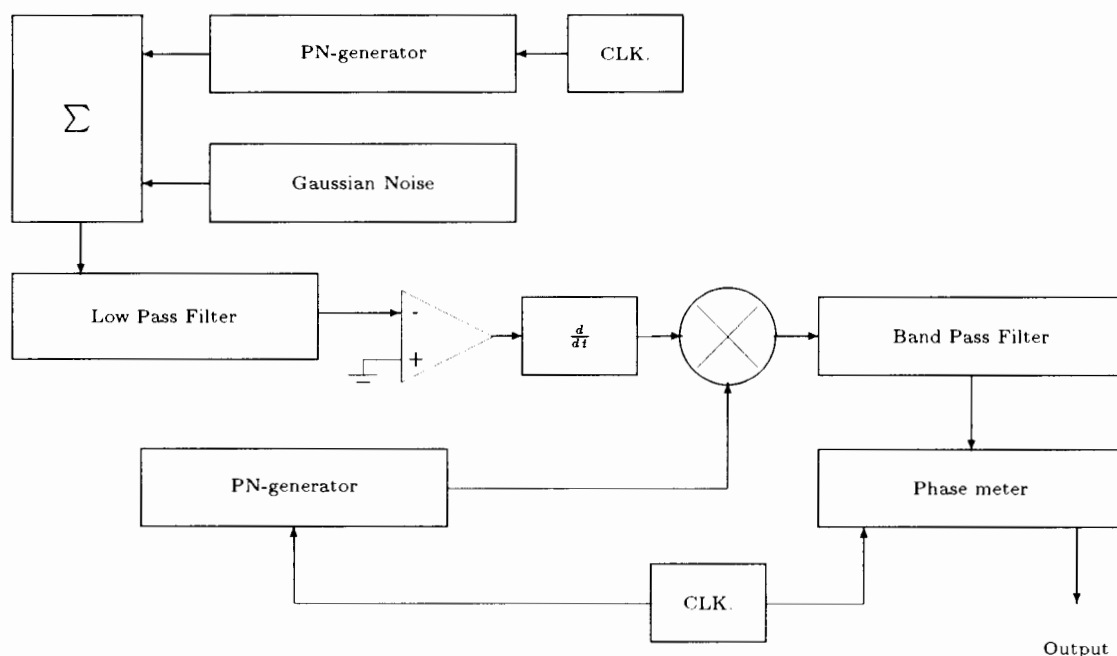 PN-generator
CLK.
Σ
Gaussian Noise
Low Pass Filter
-
+
d
dt
Band Pass Filter
PN-generator
Phase meter
CLK.
Output